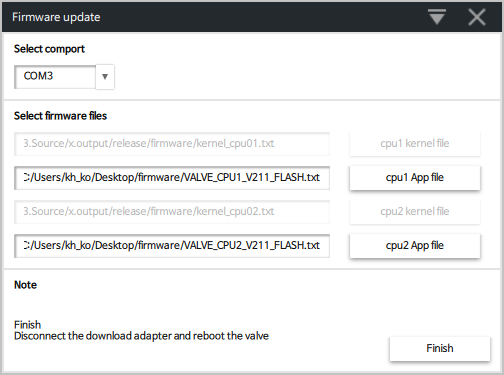 Firmware update
Select comport
COM3
Select firmware files
3.Source/x.output/release/firmware/kernel_cpu01.txt cpu1 kernel file
C:/Users/kh_ko/Desktop/firmware/VALVE_CPU1_V211_FLASH.txt cpu1 App file
3.Source/x.output/release/firmware/kernel_cpu02.txt cpu2 kernel file
C:/Users/kh_ko/Desktop/firmware/VALVE_CPU2_V211_FLASH.txt cpu2 App file
Note
Finish
Disconnect the download adapter and reboot the valve
Finish